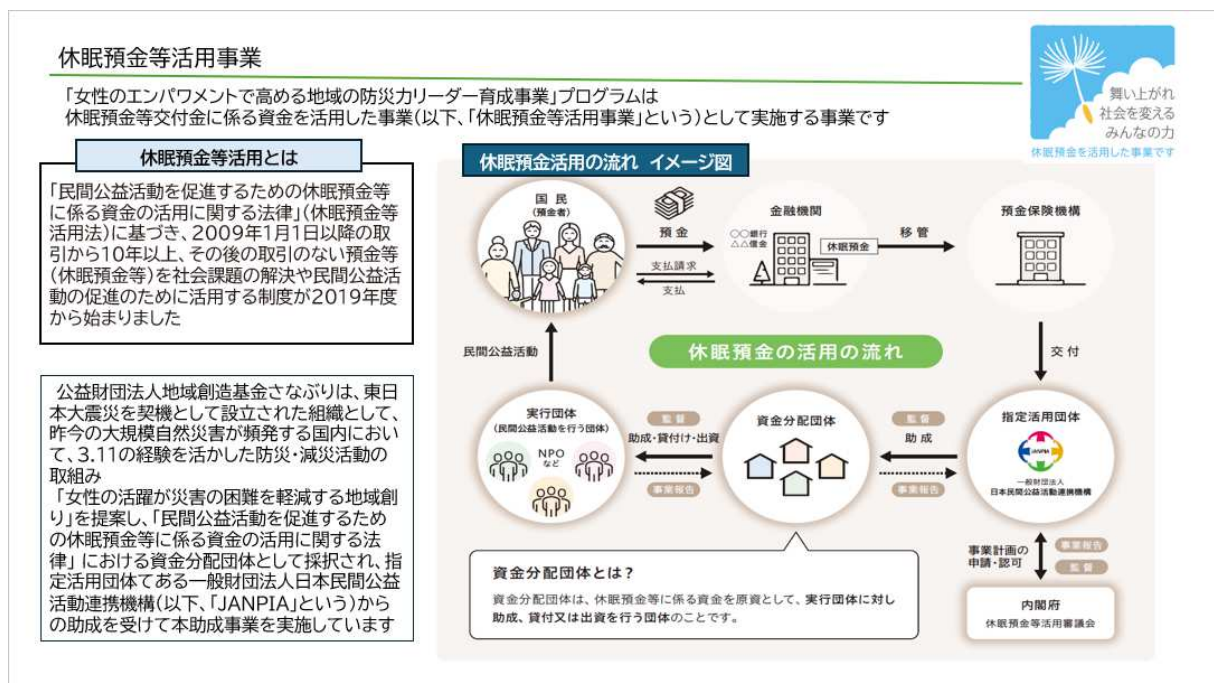 休眠預金等活用事業
「女性のエンパワメントで高める地域の防災力リーダー育成事業」プログラムは
休眠預金等交付金に係る資金を活用した事業(以下、「休眠預金等活用事業」という)として実施する事業です
舞い上がれ
社会を変える
みんなの力
休眠預金を活用した事業です
休眠預金等活用とは
「民間公益活動を促進するための休眠預金等
に係る資金の活用に関する法律」(休眠預金等
活用法)に基づき、2009年1月1日以降の取
引から10年以上、その後の取引のない預金等
(休眠預金等)を社会課題の解決や民間公益活
動の促進のために活用する制度が2019年度
から始まりました
公益財団法人地域創造基金さなぶりは、東日
本大震災を契機として設立された組織として、
昨今の大規模自然災害が頻発する国内におい
て、3.11の経験を活かした防災・減災活動の
取組み
「女性の活躍が災害の困難を軽減する地域創
り」を提案し、「民間公益活動を促進するため
の休眠預金等に係る資金の活用に関する法
律」における資金分配団体として採択され、指
定活用団体てある一般財団法人日本民間公益
活動連携機構(以下、「JANPIA」という)から
の助成を受けて本助成事業を実施しています
休眠預金活用の流れ イメージ図
国民
(預金者)
預金
支払請求
支払
金融機関
○○銀行
△△信金
休眠預金
移管
預金保険機構
民間公益活動
休眠預金の活用の流れ
交付
実行団体
(民間公益活動を行う団体)
NPO
など
監督
助成・貸付け・出資
事業報告
資金分配団体
監督
助成
事業報告
指定活用団体
JANPIA
一般財団法人
日本民間公益活動連携機構
事業計画の
申請・認可
事業報告
監督
内閣府
休眠預金等活用審議会
資金分配団体とは?
資金分配団体は、休眠預金等に係る資金を原資として、実行団体に対し
助成、貸付又は出資を行う団体のことです。